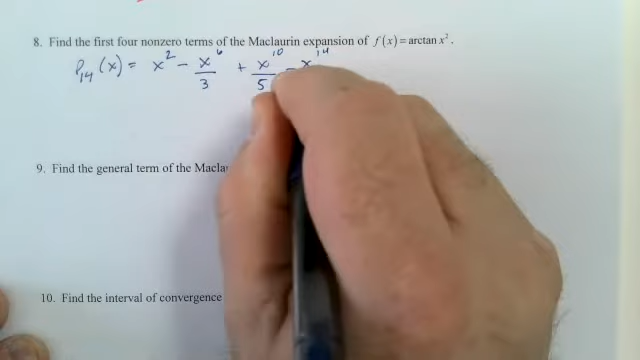 8. Find the first four nonzero terms of the Maclaurin expansion of f(x) = arctan x².
P₁₄(x) = x² - x⁶/3 + x¹⁰/5 - x¹⁴
9. Find the general term of the Macla
10. Find the interval of convergence